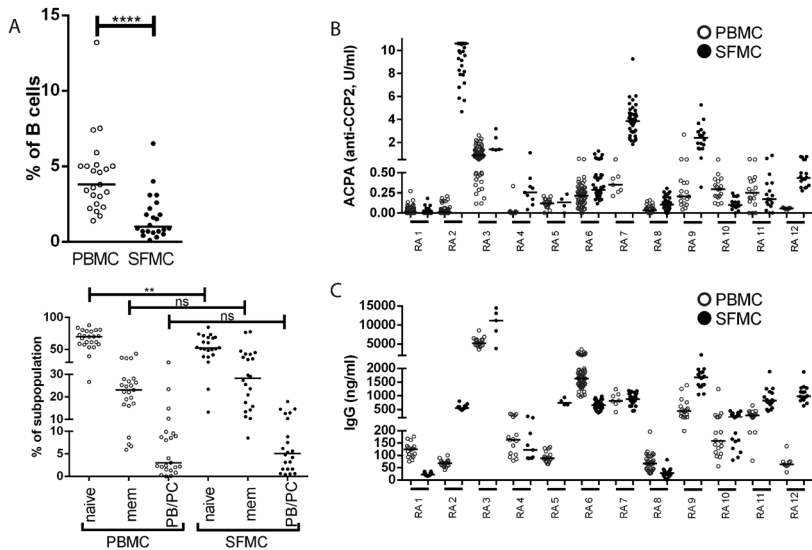 A
****
15
10
5
0
% of B cells
PBMC SFMC
**
ns
ns
100
50
30
20
10
10
5
0
% of subpopulation
naive
mem
PB/PC
naive
mem
PB/PC
PBMC
SFMC
B
PBMC
SFMC
10
8
6
4
2
0.50
0.25
0.00
ACPA (anti-CCP2, U/ml)
RA 1
RA 2
RA 3
RA 4
RA 5
RA 6
RA 7
RA 8
RA 9
RA 10
RA 11
RA 12
C
PBMC
SFMC
15000
10000
5000
2000
1500
1000
500
200
150
100
50
0
IgG (ng/ml)
RA 1
RA 2
RA 3
RA 4
RA 5
RA 6
RA 7
RA 8
RA 9
RA 10
RA 11
RA 12